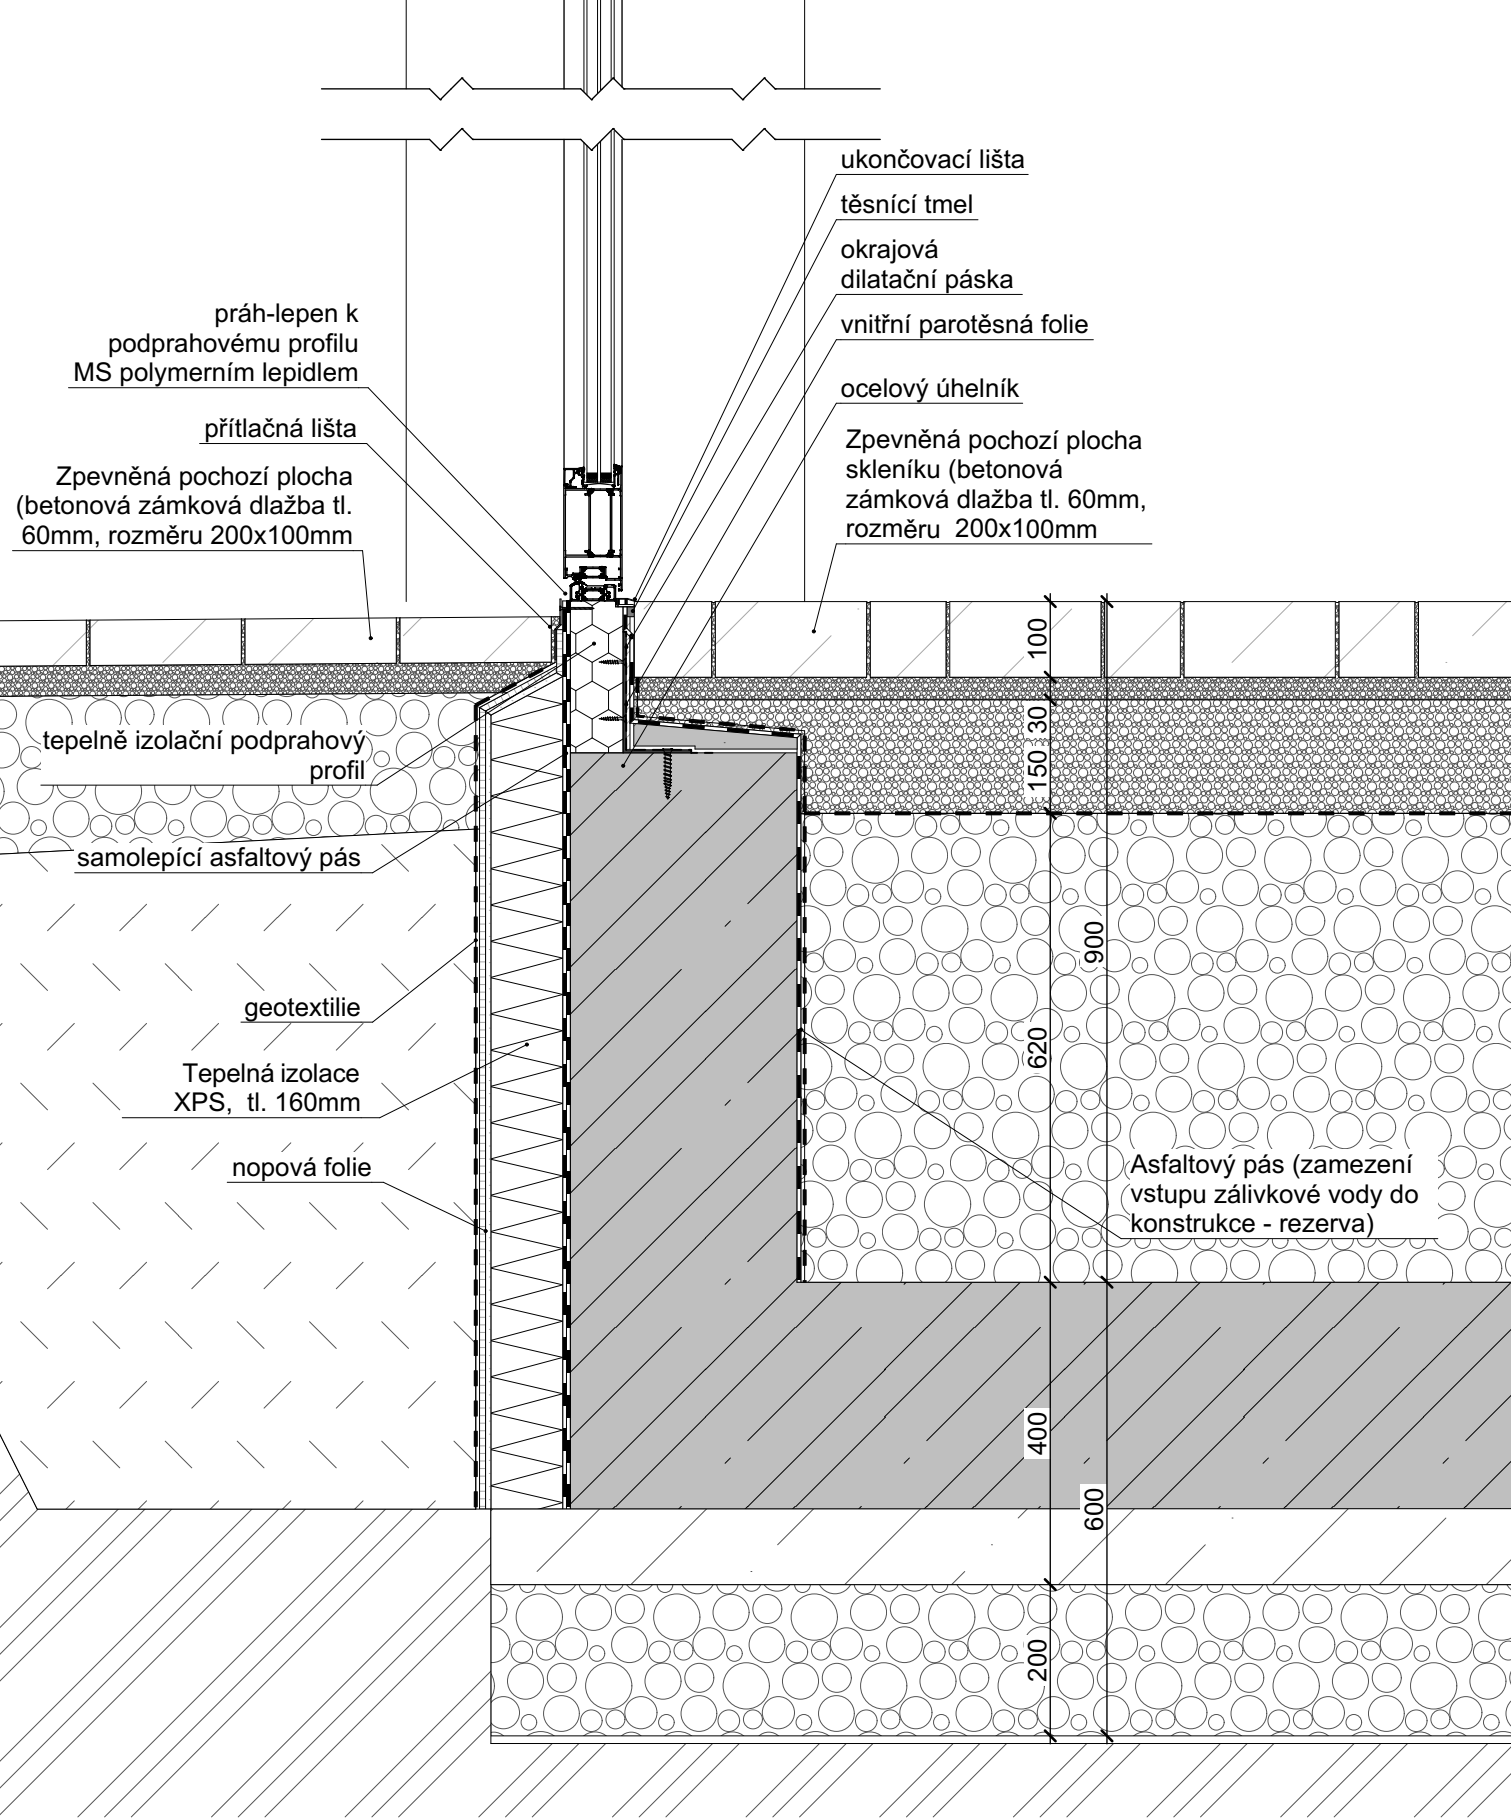 ukončovací lišta
těsnící tmel
okrajová
dilatační páska
vnitřní parotěsná folie
ocelový úhelník
Zpevněná pochozí plocha
skleníku (betonová
zámková dlažba tl. 60mm,
rozměru 200x100mm
práh-lepen k
podprahovému profilu
MS polymerním lepidlem
přítlačná lišta
Zpevněná pochozí plocha
(betonová zámková dlažba tl.
60mm, rozměru 200x100mm
tepelně izolační podprahový
profil
samolepící asfaltový pás
geotextilie
Tepelná izolace
XPS, tl. 160mm
nopová folie
Asfaltový pás (zamezení
vstupu zálivkové vody do
konstrukce - rezerva)
100
30
150
620
400
200
900
600